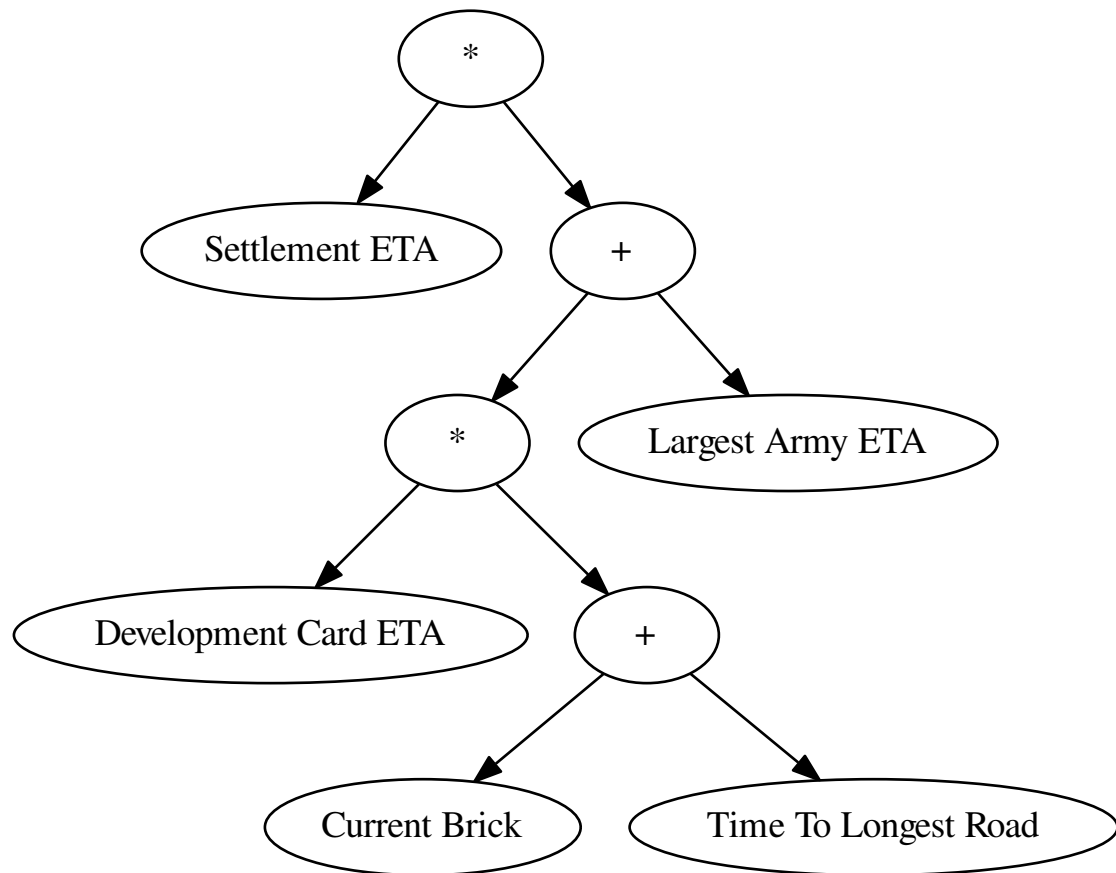 *
Settlement ETA
+
*
Largest Army ETA
Development Card ETA
+
Current Brick
Time To Longest Road